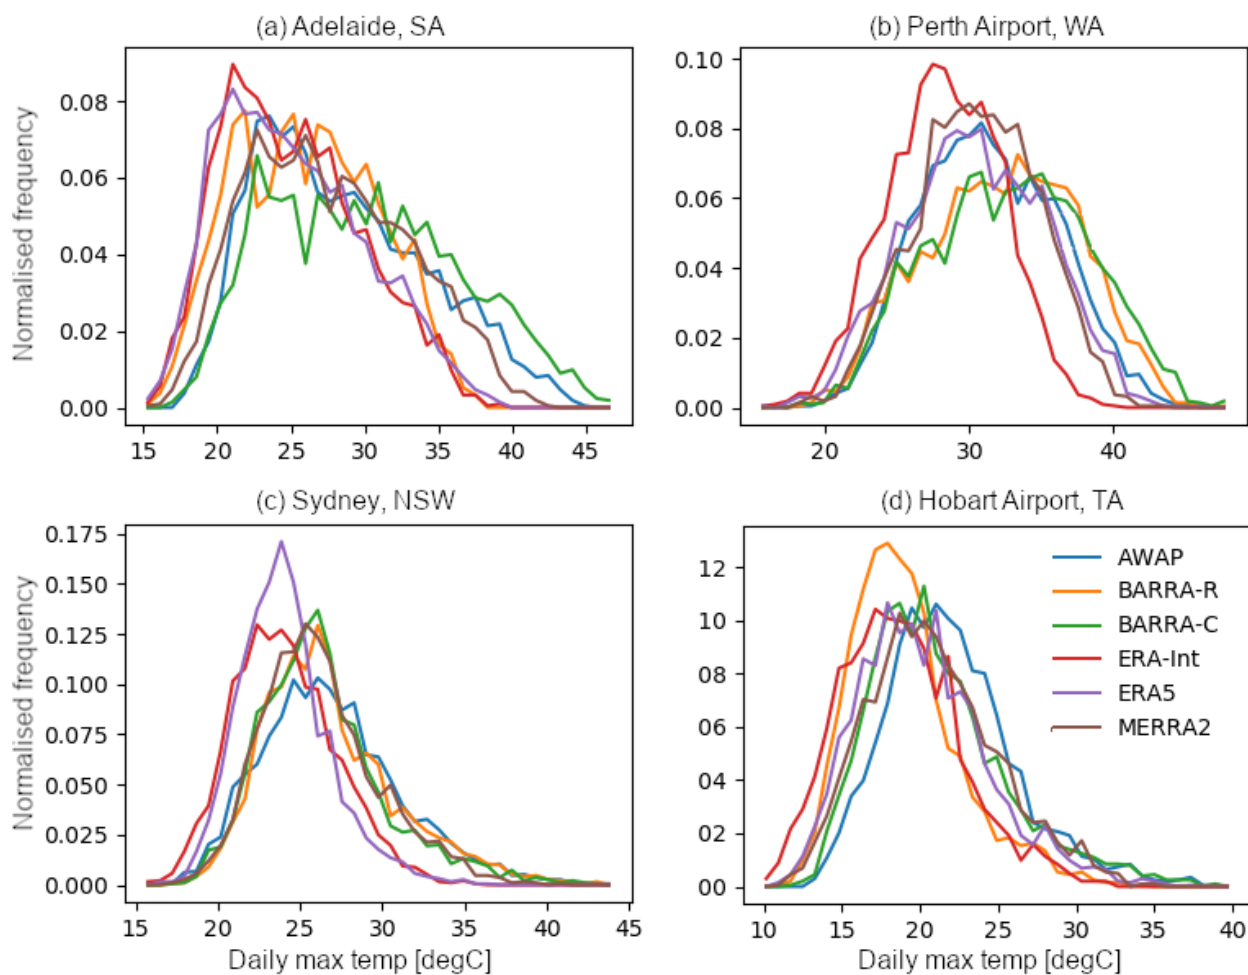 (a) Adelaide, SA
(b) Perth Airport, WA
Normalised frequency
0.08
0.06
0.04
0.02
0.00
15 20 25 30 35 40 45
0.10
0.08
0.06
0.04
0.02
0.00
20 30 40
(c) Sydney, NSW
(d) Hobart Airport, TA
Normalised frequency
0.175
0.150
0.125
0.100
0.075
0.050
0.025
0.000
15 20 25 30 35 40 45
Daily max temp [degC]
12
10
08
06
04
02
00
10 15 20 25 30 35 40
Daily max temp [degC]
AWAP
BARRA-R
BARRA-C
ERA-Int
ERA5
MERRA2